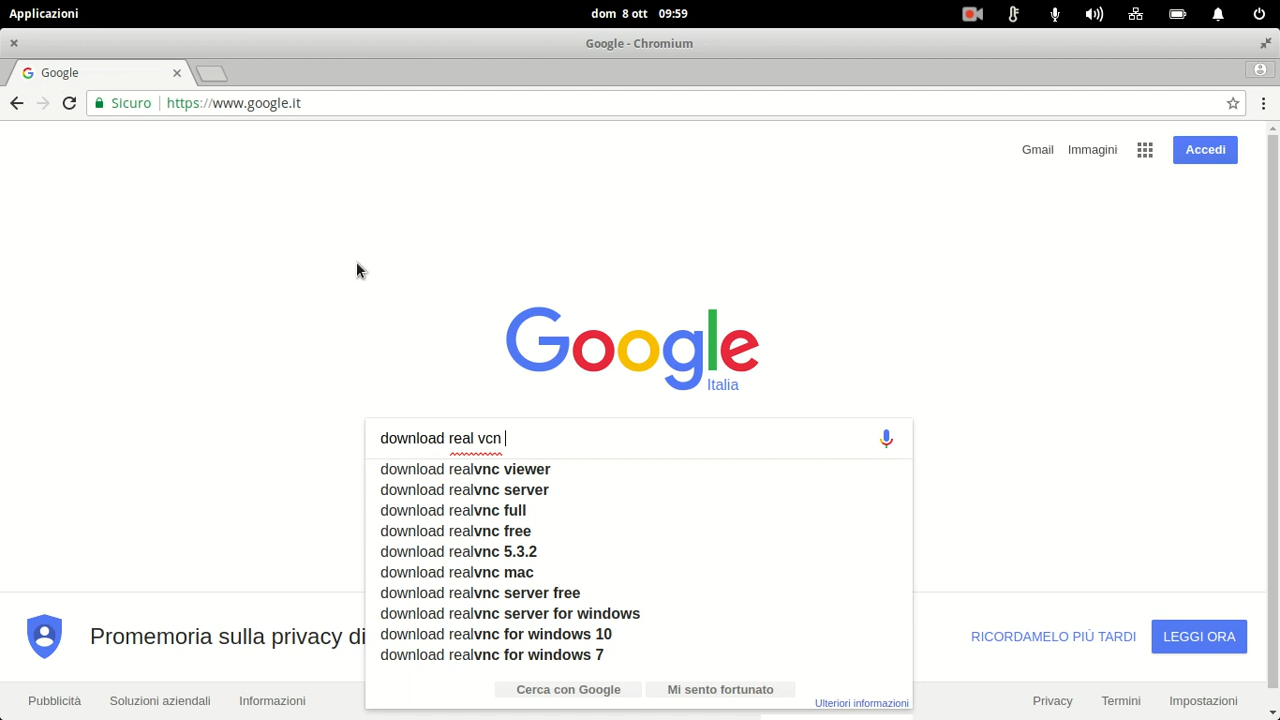 Applicazioni
dom 8 ott 09:59
Google - Chromium
Google
Sicuro https://www.google.it
Gmail Immagini Accedi
Google
Italia
download real vcn
download realvnc viewer
download realvnc server
download realvnc full
download realvnc free
download realvnc 5.3.2
download realvnc mac
download realvnc server free
download realvnc server for windows
download realvnc for windows 10
download realvnc for windows 7
Cerca con Google Mi sento fortunato
Ulteriori informazioni
Promemoria sulla privacy di
RICORDAMELO PIÙ TARDI LEGGI ORA
Pubblicità Soluzioni aziendali Informazioni Privacy Termini Impostazioni